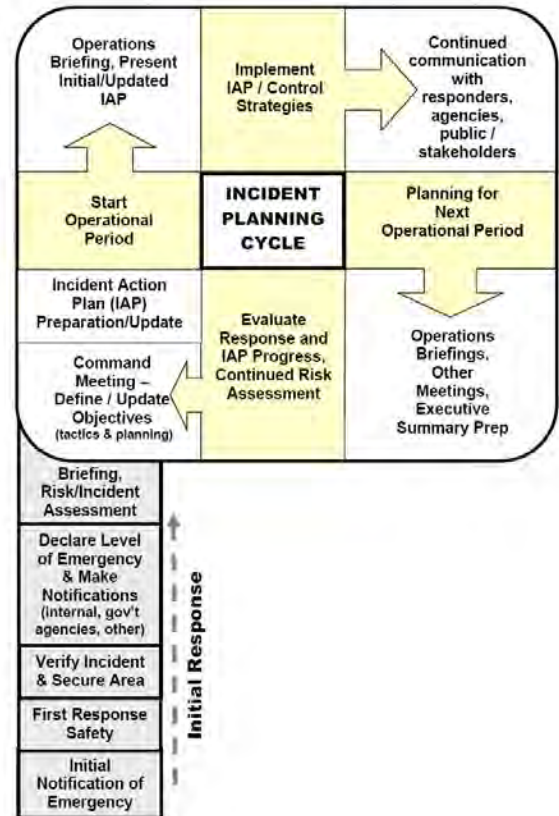 Operations
Briefing, Present
Initial/Updated
IAP
Implement
IAP / Control
Strategies
Continued
communication
with
responders,
agencies,
public /
stakeholders
Start
Operational
Period
INCIDENT
PLANNING
CYCLE
Planning for
Next
Operational Period
Incident Action
Plan (IAP)
Preparation/Update
Evaluate
Response and
IAP Progress,
Continued Risk
Assessment
Operations
Briefings,
Other
Meetings,
Executive
Summary Prep
Command
Meeting –
Define / Update
Objectives
(tactics & planning)
Briefing,
Risk/Incident
Assessment
Declare Level
of Emergency
& Make
Notifications
(internal, gov't
agencies, other)
Verify Incident
& Secure Area
First Response
Safety
Initial
Notification of
Emergency
Initial Response